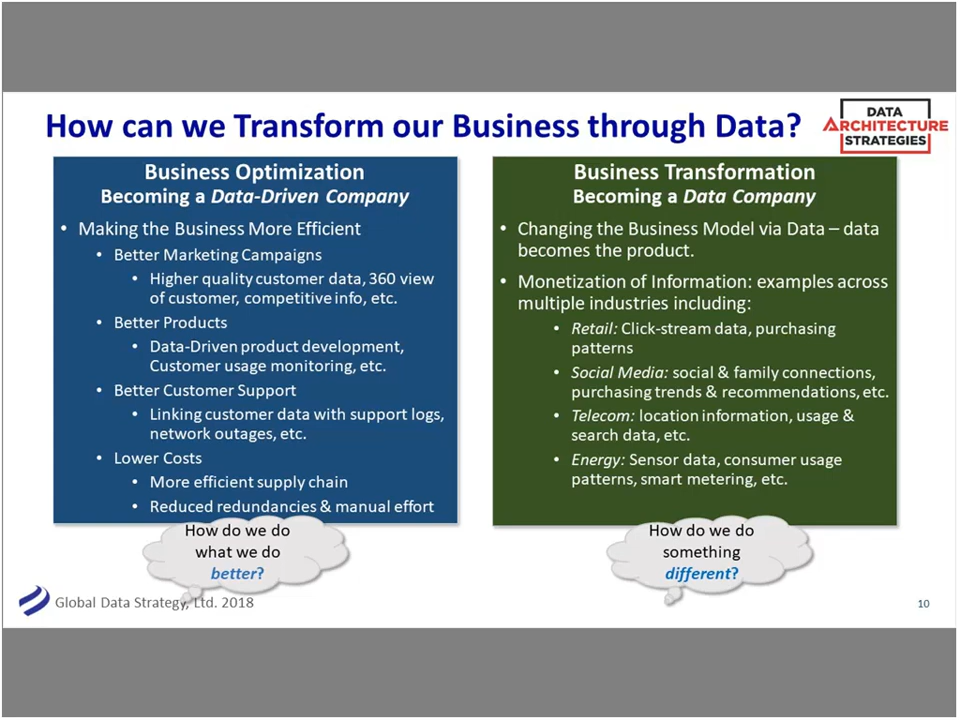 How can we Transform our Business through Data?
DATA
ARCHITECTURE
STRATEGIES
Business Optimization
Becoming a Data-Driven Company
• Making the Business More Efficient
• Better Marketing Campaigns
• Higher quality customer data, 360 view
of customer, competitive info, etc.
• Better Products
• Data-Driven product development,
Customer usage monitoring, etc.
• Better Customer Support
• Linking customer data with support logs,
network outages, etc.
• Lower Costs
• More efficient supply chain
• Reduced redundancies & manual effort
How do we do
what we do
better?
Business Transformation
Becoming a Data Company
• Changing the Business Model via Data – data
becomes the product.
• Monetization of Information: examples across
multiple industries including:
• Retail: Click-stream data, purchasing
patterns
• Social Media: social & family connections,
purchasing trends & recommendations, etc.
• Telecom: location information, usage &
search data, etc.
• Energy: Sensor data, consumer usage
patterns, smart metering, etc.
How do we do
something
different?
Global Data Strategy, Ltd. 2018
10